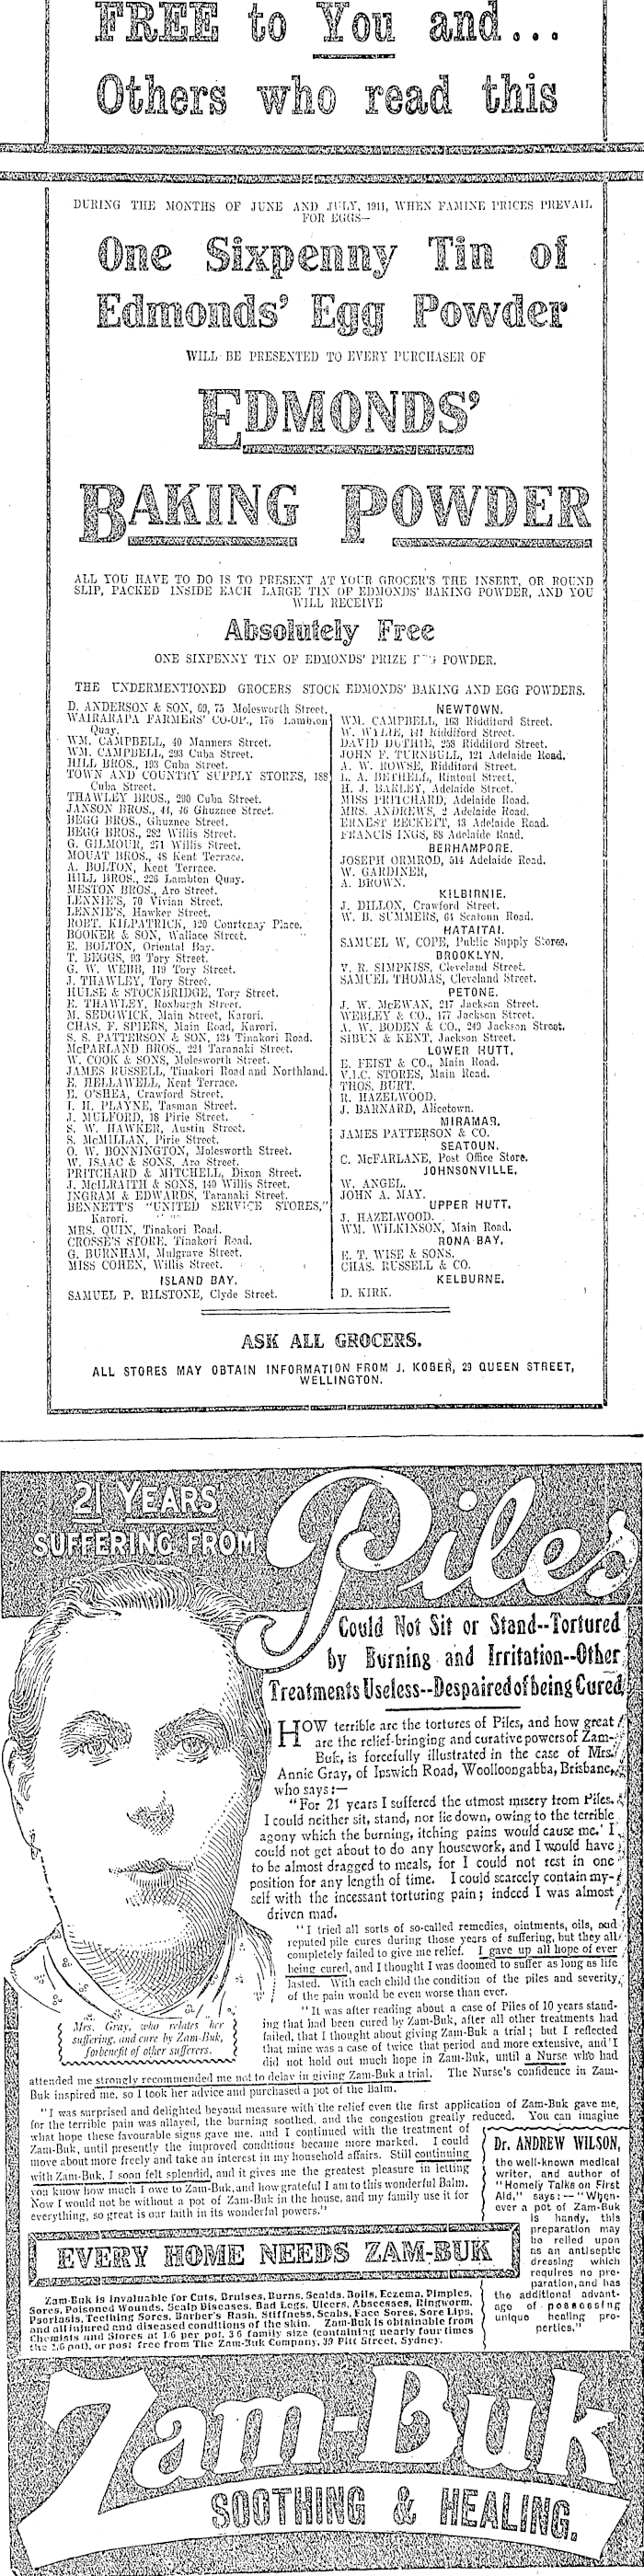 FREE to You and...
Others who read this
DURING THE MONTHS OF JUNE AND JULY, 1911, WHEN FAMINE PRICES PREVAIL
FOR EGGS—
One Sixpenny Tin of
Edmonds' Egg Powder
WILL BE PRESENTED TO EVERY PURCHASER OF
EDMONDS'
BAKING POWDER
ALL YOU HAVE TO DO IS TO PRESENT AT YOUR GROCER'S THE INSERT, OR ROUND
SLIP, PACKED INSIDE EACH LARGE TIN OF EDMONDS' BAKING POWDER, AND YOU
WILL RECEIVE
Absolutely Free
ONE SIXPENNY TIN OF EDMONDS' PRIZE POWDER.
THE UNDERMENTIONED GROCERS STOCK EDMONDS' BAKING AND EGG POWDERS.
D. ANDERSON & SON, 69, 75 Molesworth Street.
WAIRARAPA FARMERS' CO-OP., 176 Lambton
Quay.
WM. CAMPBELL, 40 Manners Street.
WM. CAMPBELL, 293 Cuba Street.
HILL BROS., 193 Cuba Street.
TOWN AND COUNTRY SUPPLY STORES, 188
Cuba Street.
THAWLEY BROS., 290 Cuba Street.
JANSON BROS., 44, 46 Ghuznee Street.
BEGG BROS., Ghuznee Street.
BEGG BROS., 282 Willis Street.
G. GILMOUR, 271 Willis Street.
MOUAT BROS., 48 Kent Terrace.
A. BOLTON, Kent Terrace.
HILL BROS., 226 Lambton Quay.
MESTON BROS., Aro Street.
LENNIE'S, 70 Vivian Street.
LENNIE'S, Hawker Street.
ROBT. KILPATRICK, 120 Courtenay Place.
BOOKER & SON, Wallace Street.
E. BOLTON, Oriental Bay.
T. BEGGS, 93 Tory Street.
G. W. WEBB, 119 Tory Street.
J. THAWLEY, Tory Street.
HULSE & STOCKBRIDGE, Tory Street.
E. THAWLEY, Roxburgh Street.
M. SEDGWICK, Main Street, Karori.
CHAS. F. SPIERS, Main Road, Karori.
S. S. PATTERSON & SON, 134 Tinakori Road.
McPARLAND BROS., 221 Taranaki Street.
W. COOK & SONS, Molesworth Street.
JAMES RUSSELL, Tinakori Road and Northland.
E. HELLAWELL, Kent Terrace.
E. O'SHEA, Crawford Street.
I. H. PLAYNE, Tasman Street.
J. MULFORD, 18 Pirie Street.
S. W. HAWKER, Austin Street.
S. McMILLAN, Pirie Street.
O. W. BONNINGTON, Molesworth Street.
W. ISAAC & SONS, Aro Street.
PRITCHARD & MITCHELL, Dixon Street.
J. McILRAITH & SONS, 149 Willis Street.
INGRAM & EDWARDS, Taranaki Street.
BENNETT'S "UNITED SERVICE STORES,"
Karori.
MRS. QUIN, Tinakori Road.
CROSSE'S STORE, Tinakori Road.
G. BURNHAM, Mulgrave Street.
MISS COHEN, Willis Street.
ISLAND BAY.
SAMUEL P. RILSTONE, Clyde Street.
NEWTOWN.
WM. CAMPBELL, 163 Riddiford Street.
W. WYLIE, 141 Riddiford Street.
DAVID DUTHIE, 258 Riddiford Street.
JOHN F. TURNBULL, 121 Adelaide Road.
A. W. BOWSE, Riddiford Street.
L. A. BETHELL, Rintoul Street.
H. J. BARLEY, Adelaide Street.
MISS PRITCHARD, Adelaide Road.
MRS. ANDREWS, 2 Adelaide Road.
ERNEST BECKETT, 43 Adelaide Road.
FRANCIS INGS, 88 Adelaide Road.
BERHAMPORE.
JOSEPH ORMROD, 514 Adelaide Road.
W. GARDINER,
A. BROWN.
KILBIRNIE.
J. DILLON, Crawford Street.
W. B. SUMMERS, 64 Seatoun Road.
HATAITAI.
SAMUEL W. COPE, Public Supply Stores.
BROOKLYN.
V. R. SIMPKISS, Cleveland Street.
SAMUEL THOMAS, Cleveland Street.
PETONE.
J. W. McEWAN, 217 Jackson Street.
WEBLEY & CO., 177 Jackson Street.
A. W. BODEN & CO., 249 Jackson Street.
SIBUN & KENT, Jackson Street.
LOWER HUTT.
E. FEIST & CO., Main Road.
V.I.C. STORES, Main Road.
THOS. BURT.
R. HAZELWOOD.
J. BARNARD, Alicetown.
MIRAMAR.
JAMES PATTERSON & CO.
SEATOUN.
C. McFARLANE, Post Office Store.
JOHNSONVILLE.
W. ANGEL.
JOHN A. MAY.
UPPER HUTT.
J. HAZELWOOD.
WM. WILKINSON, Main Road.
RONA BAY.
E. T. WISE & SONS.
CHAS. RUSSELL & CO.
KELBURNE.
D. KIRK.
ASK ALL GROCERS.
ALL STORES MAY OBTAIN INFORMATION FROM J. KOBER, 29 QUEEN STREET,
WELLINGTON.
21 YEARS
SUFFERING FROM
Piles
Could Not Sit or Stand--Tortured
by Burning and Irritation--Other
Treatments Useless--Despaired of being Cured
HOW terrible are the tortures of Piles, and how great
are the relief-bringing and curative powers of Zam-
Buk, is forcefully illustrated in the case of Mrs.
Annie Gray, of Ipswich Road, Woolloongabba, Brisbane,
who says:—
"For 21 years I suffered the utmost misery from Piles.
I could neither sit, stand, nor lie down, owing to the terrible
agony which the burning, itching pains would cause me. I
could not get about to do any housework, and I would have
to be almost dragged to meals, for I could not rest in one
position for any length of time. I could scarcely contain my-
self with the incessant torturing pain; indeed I was almost
driven mad.
"I tried all sorts of so-called remedies, ointments, oils, and
reputed pile cures during those years of suffering, but they all
completely failed to give me relief. I gave up all hope of ever
being cured, and I thought I was doomed to suffer as long as life
lasted. With each child the condition of the piles and severity
of the pain would be even worse than ever.
"It was after reading about a case of Piles of 10 years stand-
ing that had been cured by Zam-Buk, after all other treatments had
failed, that I thought about giving Zam-Buk a trial; but I reflected
that mine was a case of twice that period and more extensive, and I
did not hold out much hope in Zam-Buk, until a Nurse who had
attended me strongly recommended me not to delay in giving Zam-Buk a trial. The Nurse's confidence in Zam-
Buk inspired me, so I took her advice and purchased a pot of the Balm.
Mrs. Gray, who relates her
suffering, and cure by Zam-Buk,
for benefit of other sufferers.
"I was surprised and delighted beyond measure with the relief even the first application of Zam-Buk gave me,
for the terrible pain was allayed, the burning soothed, and the congestion greatly reduced. You can imagine
what hope these favourable signs gave me, and I continued with the treatment of
Zam-Buk, until presently the improved conditions became more marked. I could
move about more freely and take an interest in my household affairs. Still continuing
with Zam-Buk, I soon felt splendid, and it gives me the greatest pleasure in letting
you know how much I owe to Zam-Buk, and how grateful I am to this wonderful Balm.
Now I would not be without a pot of Zam-Buk in the house, and my family use it for
everything, so great is our faith in its wonderful powers."
Dr. ANDREW WILSON,
the well-known medical
writer, and author of
"Homely Talks on First
Aid," says:—"When-
ever a pot of Zam-Buk
is handy, this
preparation may
be relied upon
as an antiseptic
dressing which
requires no pre-
paration, and has
the additional advant-
age of possessing
unique healing pro-
perties."
EVERY HOME NEEDS ZAM-BUK
Zam-Buk is invaluable for Cuts, Bruises, Burns, Scalds, Boils, Eczema, Pimples,
Sores, Poisoned Wounds, Scalp Diseases, Bad Legs, Ulcers, Abscesses, Ringworm,
Psoriasis, Teething Sores, Barber's Rash, Stiffness, Scabs, Face Sores, Sore Lips,
and all injured and diseased conditions of the skin. Zam-Buk is obtainable from
Chemists and Stores at 1/6 per pot, 3/6 family size (containing nearly four times
the 1/6 pot), or post free from The Zam-Buk Company, 39 Pitt Street, Sydney.
Zam-Buk
SOOTHING & HEALING.